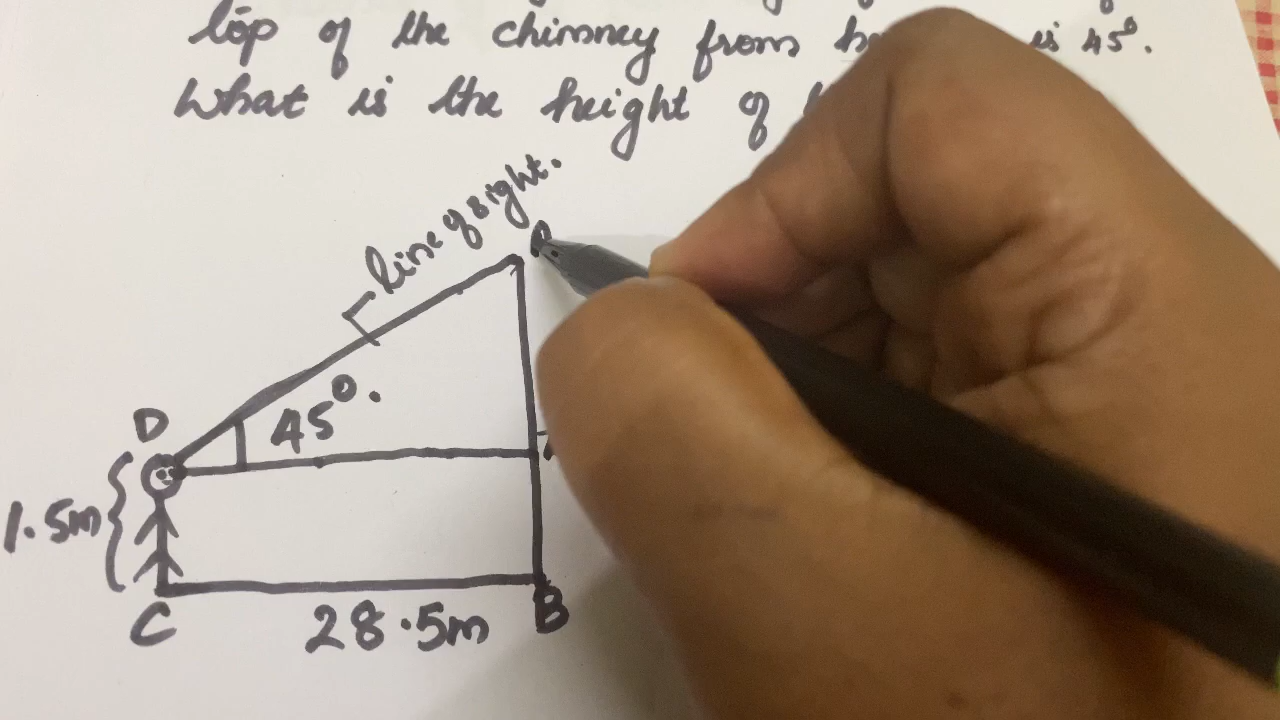 top of the chimney from is 45°.
What is the height of
line of sight.
D
45°.
1.5m
C
28.5m
B